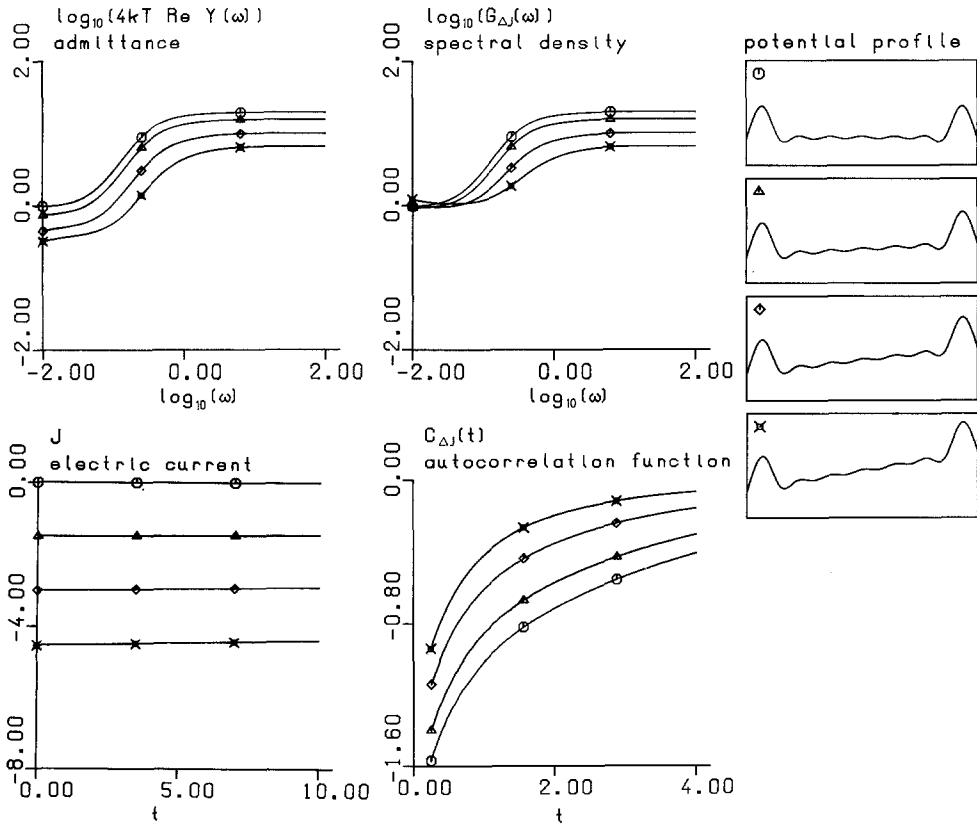 log₁₀(4kT Re Y(ω))
admittance
2.00
0.00
-2.00
-2.00 0.00 2.00
log₁₀(ω)
log₁₀(G_ΔJ(ω))
spectral density
2.00
0.00
-2.00
-2.00 0.00 2.00
log₁₀(ω)
potential profile
J
electric current
0.00
-4.00
-8.00
0.00 5.00 10.00
t
C_ΔJ(t)
autocorrelation function
0.00
-0.80
-1.60
0.00 2.00 4.00
t